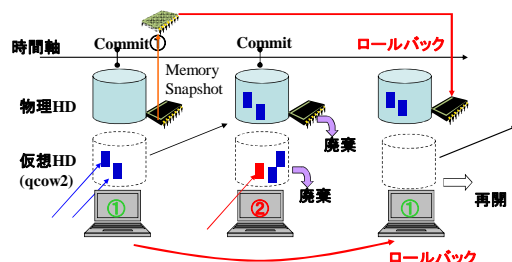 時間軸
Commit①
Commit
ロールバック
Memory
Snapshot
物理HD
廃棄
仮想HD
(qcow2)
廃棄
再開
①
②
①
ロールバック